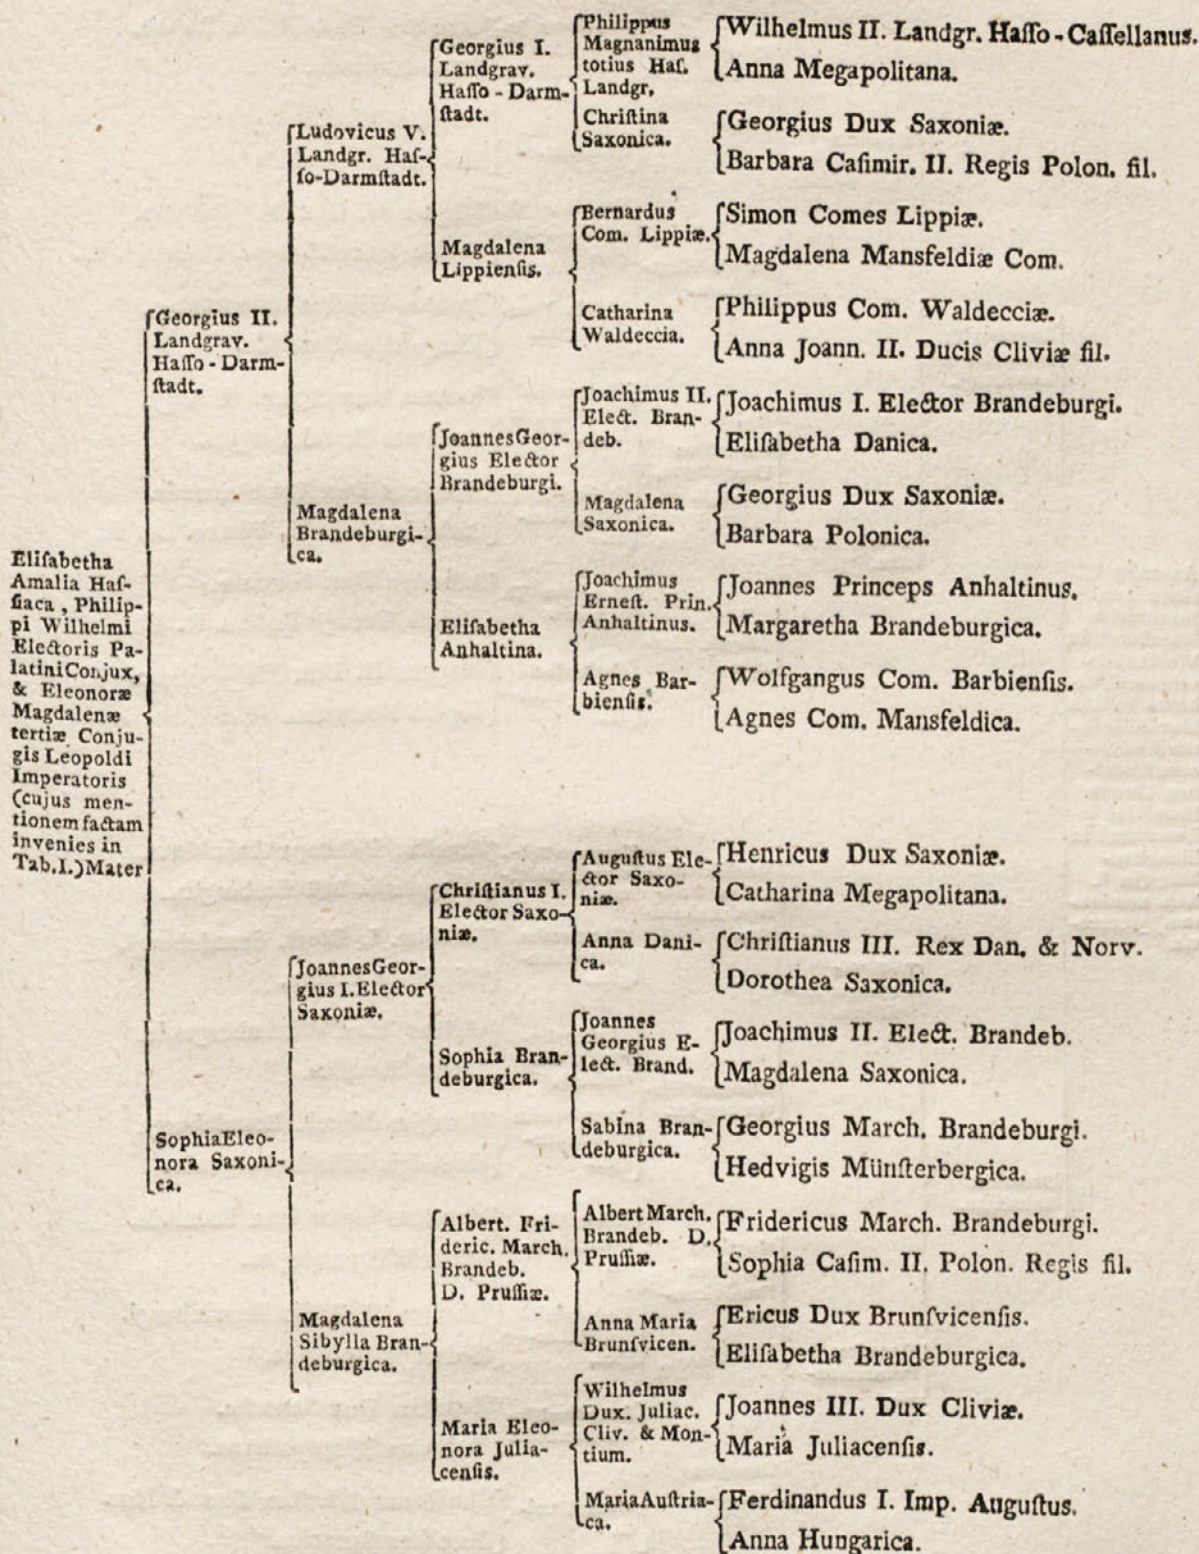 Eliſabetha
Amalia Haſ-
ſiaca, Philip-
pi Wilhelmi
Electoris Pa-
latini Conjux,
& Eleonoræ
Magdalenæ
tertiæ Conju-
gis Leopoldi
Imperatoris
(cujus men-
tionem factam
invenies in
Tab.I.) Mater
Georgius II.
Landgrav.
Haſſo-Darm-
ſtadt.
SophiaEleo-
nora Saxoni-
ca.
Ludovicus V.
Landgr. Haſ-
ſo-Darmſtadt.
Magdalena
Brandeburgi-
ca.
JoannesGeor-
gius I. Elector
Saxoniæ.
Magdalena
Sibylla Bran-
deburgica.
Georgius I.
Landgrav.
Haſſo-Darm-
ſtadt.
Magdalena
Lippienſis.
JoannesGeor-
gius Elector
Brandeburgi.
Eliſabetha
Anhaltina.
Chriſtianus I.
Elector Saxo-
niæ.
Sophia Bran-
deburgica.
Albert. Fri-
deric. March.
Brandeb.
D. Pruſſiæ.
Maria Eleo-
nora Julia-
cenſis.
Philippus
Magnanimus
totius Haſ.
Landgr,
Chriſtina
Saxonica.
Bernardus
Com. Lippiæ.
Catharina
Waldeccia.
Joachimus II.
Elect. Bran-
deb.
Magdalena
Saxonica.
Joachimus
Erneſt. Prin.
Anhaltinus.
Agnes Bar-
bienſis.
Auguſtus Ele-
ctor Saxo-
niæ.
Anna Dani-
ca.
Joannes
Georgius E-
lect. Brand.
Sabina Bran-
deburgica.
Albert March.
Brandeb. D.
Pruſſiæ.
Anna Maria
Brunſvicen.
Wilhelmus
Dux. Juliac.
Cliv. & Mon-
tium.
MariaAuſtria-
ca.
Wilhelmus II. Landgr. Haſſo-Caſſellanus.
Anna Megapolitana.
Georgius Dux Saxoniæ.
Barbara Caſimir. II. Regis Polon. fil.
Simon Comes Lippiæ.
Magdalena Mansfeldiæ Com.
Philippus Com. Waldecciæ.
Anna Joann. II. Ducis Cliviæ fil.
Joachimus I. Elector Brandeburgi.
Eliſabetha Danica.
Georgius Dux Saxoniæ.
Barbara Polonica.
Joannes Princeps Anhaltinus.
Margaretha Brandeburgica.
Wolfgangus Com. Barbienſis.
Agnes Com. Mansfeldica.
Henricus Dux Saxoniæ.
Catharina Megapolitana.
Chriſtianus III. Rex Dan. & Norv.
Dorothea Saxonica.
Joachimus II. Elect. Brandeb.
Magdalena Saxonica.
Georgius March. Brandeburgi.
Hedvigis Münſterbergica.
Fridericus March. Brandeburgi.
Sophia Caſim. II. Polon. Regis fil.
Ericus Dux Brunſvicenſis.
Eliſabetha Brandeburgica.
Joannes III. Dux Cliviæ.
Maria Juliacenſis.
Ferdinandus I. Imp. Auguſtus.
Anna Hungarica.